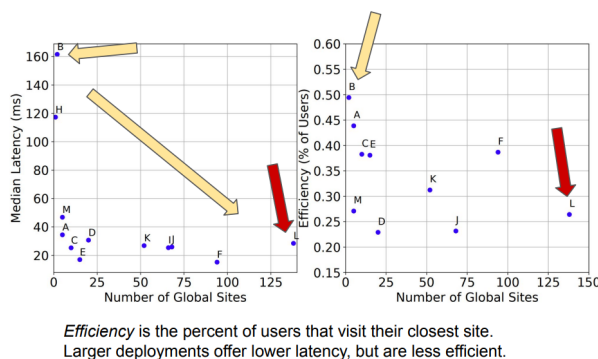 160
140
120
100
80
60
40
20
0 25 50 75 100 125
Median Latency (ms)
Number of Global Sites
B
H
M
A
C
E
D
K
IJ
F
L
0.60
0.55
0.50
0.45
0.40
0.35
0.30
0.25
0.20
0.15
0 25 50 75 100 125 150
Efficiency (% of Users)
Number of Global Sites
B
A
C E
F
K
M
D
J
L
Efficiency is the percent of users that visit their closest site.
Larger deployments offer lower latency, but are less efficient.